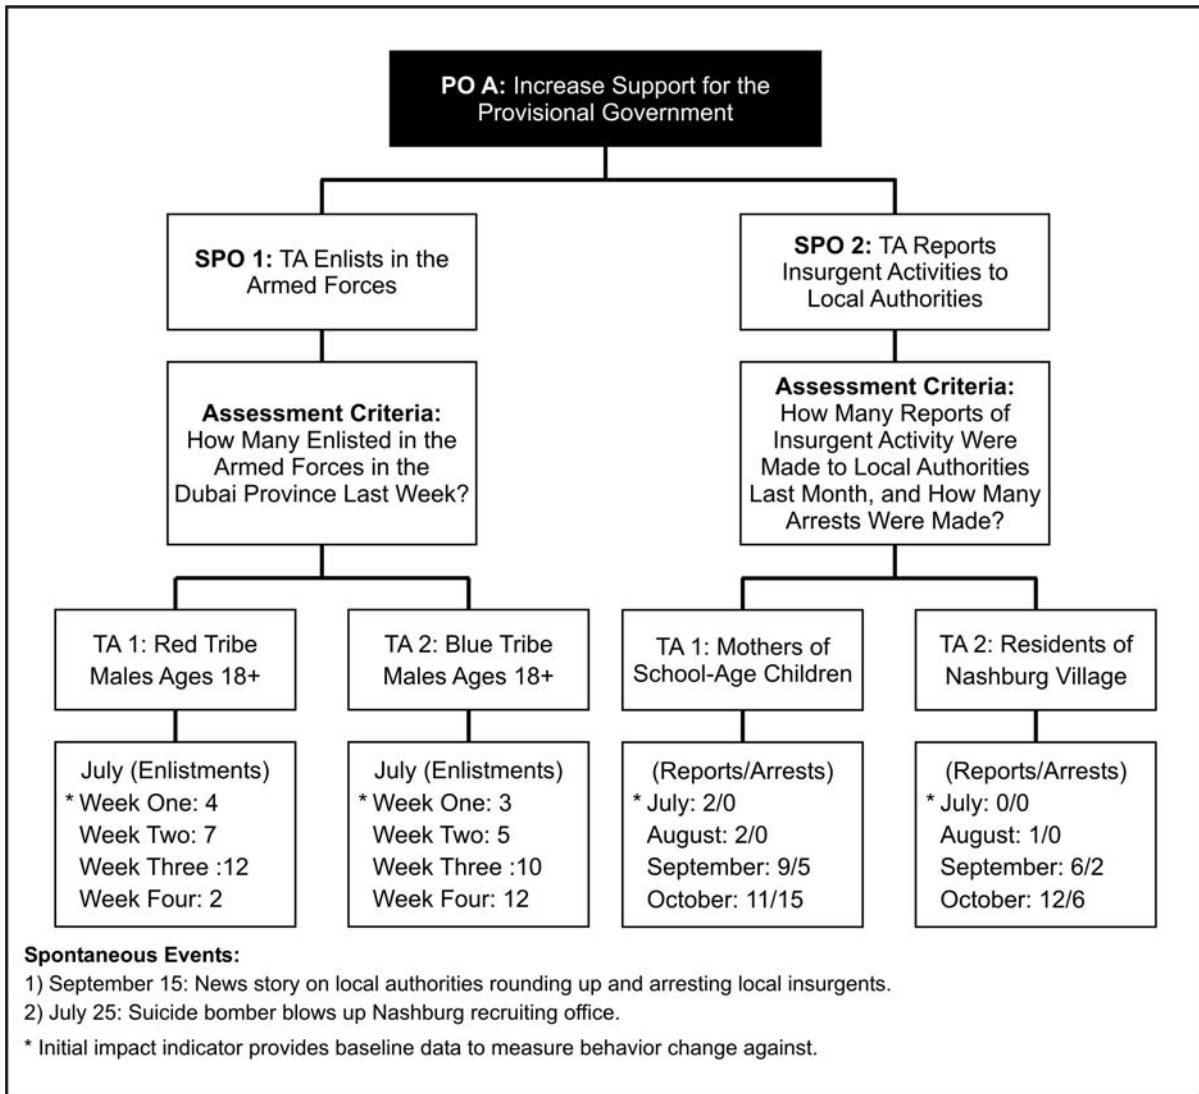 PO A: Increase Support for the
Provisional Government
SPO 1: TA Enlists in the
Armed Forces
SPO 2: TA Reports
Insurgent Activities to
Local Authorities
Assessment Criteria:
How Many Enlisted in the
Armed Forces in the
Dubai Province Last Week?
Assessment Criteria:
How Many Reports of
Insurgent Activity Were
Made to Local Authorities
Last Month, and How Many
Arrests Were Made?
TA 1: Red Tribe
Males Ages 18+
TA 2: Blue Tribe
Males Ages 18+
TA 1: Mothers of
School-Age Children
TA 2: Residents of
Nashburg Village
July (Enlistments)
* Week One: 4
Week Two: 7
Week Three :12
Week Four: 2
July (Enlistments)
* Week One: 3
Week Two: 5
Week Three :10
Week Four: 12
(Reports/Arrests)
* July: 2/0
August: 2/0
September: 9/5
October: 11/15
(Reports/Arrests)
* July: 0/0
August: 1/0
September: 6/2
October: 12/6
Spontaneous Events:
1) September 15: News story on local authorities rounding up and arresting local insurgents.
2) July 25: Suicide bomber blows up Nashburg recruiting office.
* Initial impact indicator provides baseline data to measure behavior change against.